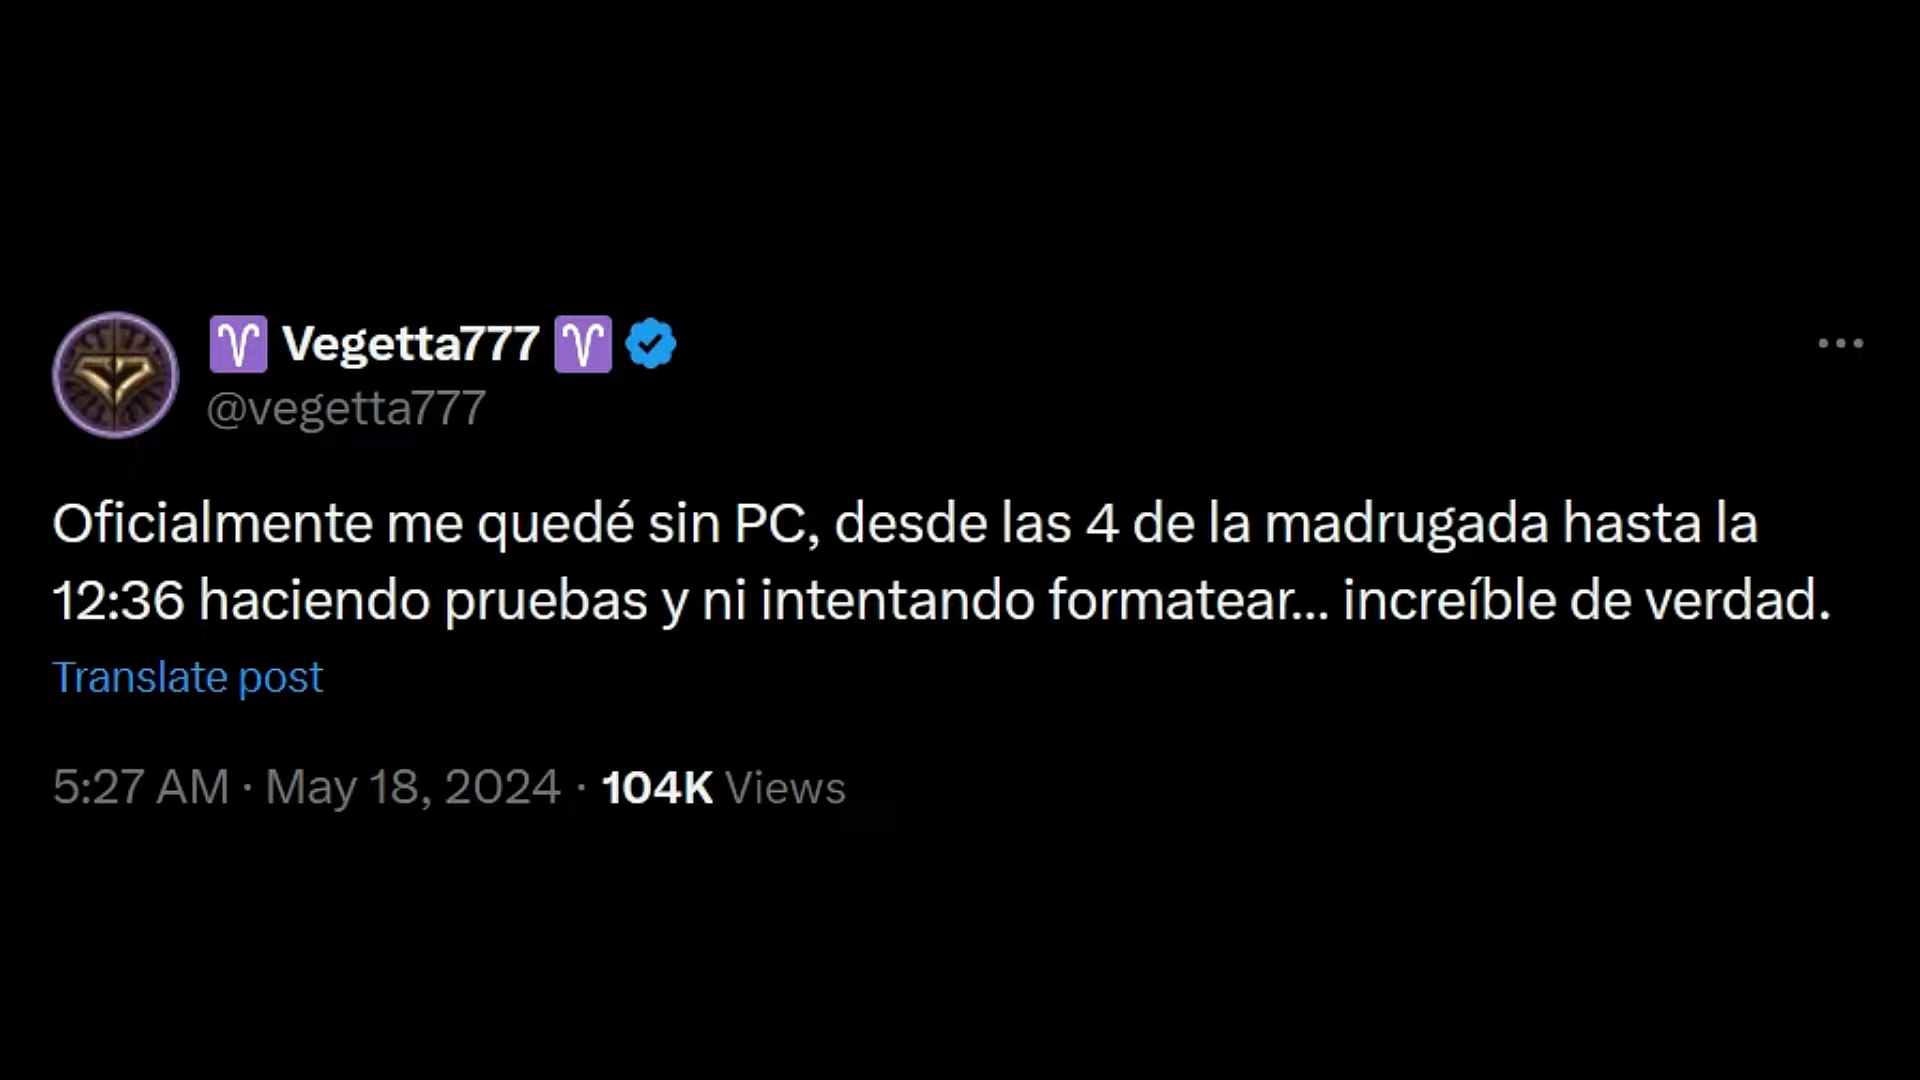 ♈ Vegetta777 ♈
@vegetta777
Oficialmente me quedé sin PC, desde las 4 de la madrugada hasta la
12:36 haciendo pruebas y ni intentando formatear... increíble de verdad.
Translate post
5:27 AM · May 18, 2024 · 104K Views